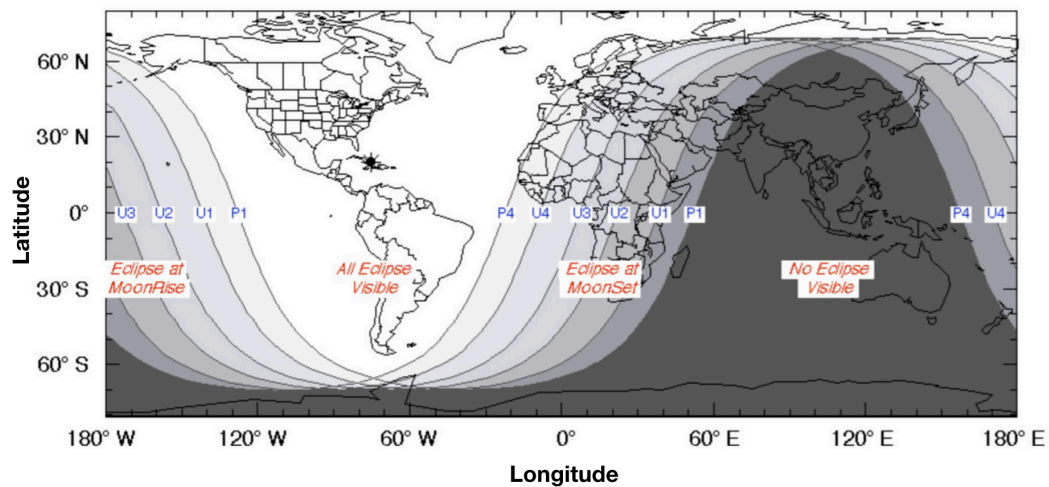 60° N
30° N
0°
30° S
60° S
Latitude
U3 U2 U1 P1 P4 U4 U3 U2 U1 P1 P4 U4
Eclipse at
MoonRise
All Eclipse
Visible
Eclipse at
MoonSet
No Eclipse
Visible
180° W 120° W 60° W 0° 60° E 120° E 180° E
Longitude